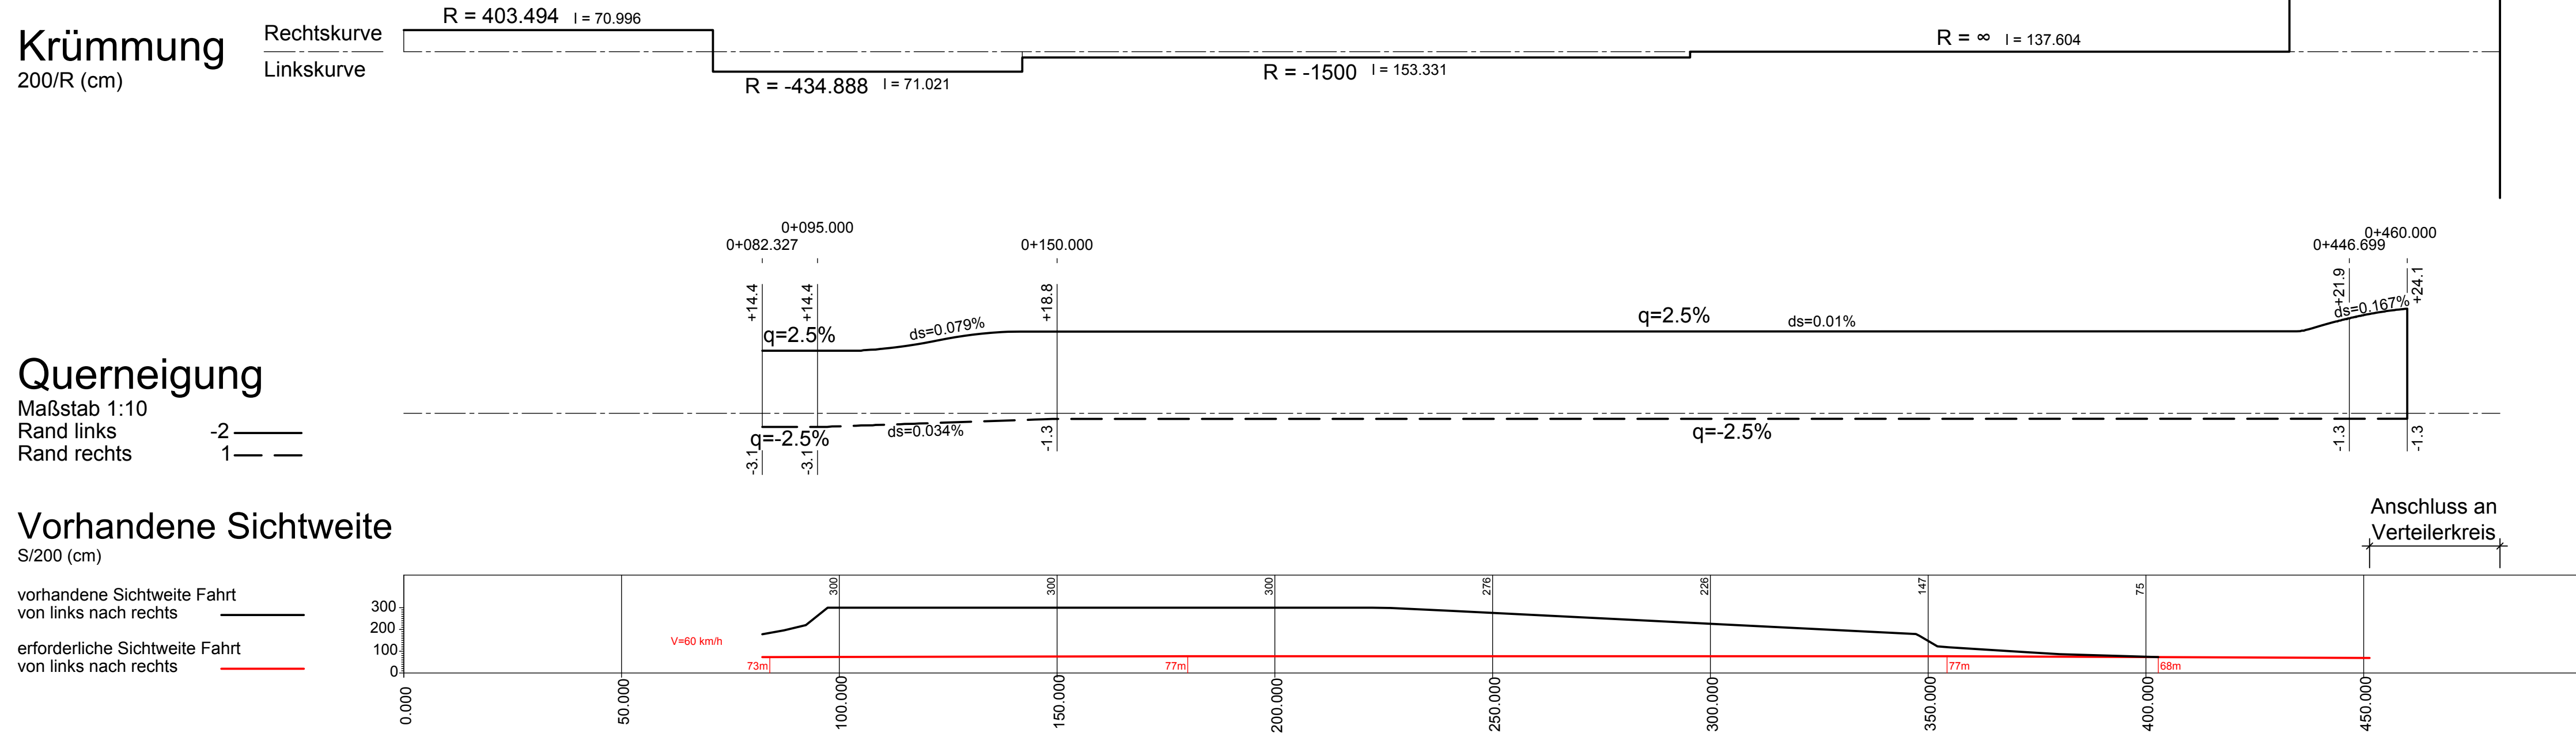 Krümmung
200/R (cm)
Rechtskurve
Linkskurve
R = 403.494 l = 70.996
R = -434.888 l = 71.021
R = -1500 l = 153.331
R = ∞ l = 137.604
0+082.327
0+095.000
0+150.000
0+446.699
0+460.000
+14.4
+14.4
+18.8
+21.9
+24.1
q=2.5%
ds=0.079%
q=2.5%
ds=0.01%
ds=0.167%
Querneigung
Maßstab 1:10
Rand links -2
Rand rechts 1
q=-2.5%
ds=0.034%
q=-2.5%
-3.1
-3.1
-1.3
-1.3
-1.3
Vorhandene Sichtweite
S/200 (cm)
vorhandene Sichtweite Fahrt
von links nach rechts
erforderliche Sichtweite Fahrt
von links nach rechts
Anschluss an
Verteilerkreis
300
200
100
0
300
300
300
276
226
147
75
V=60 km/h
73m
77m
77m
68m
0.000
50.000
100.000
150.000
200.000
250.000
300.000
350.000
400.000
450.000